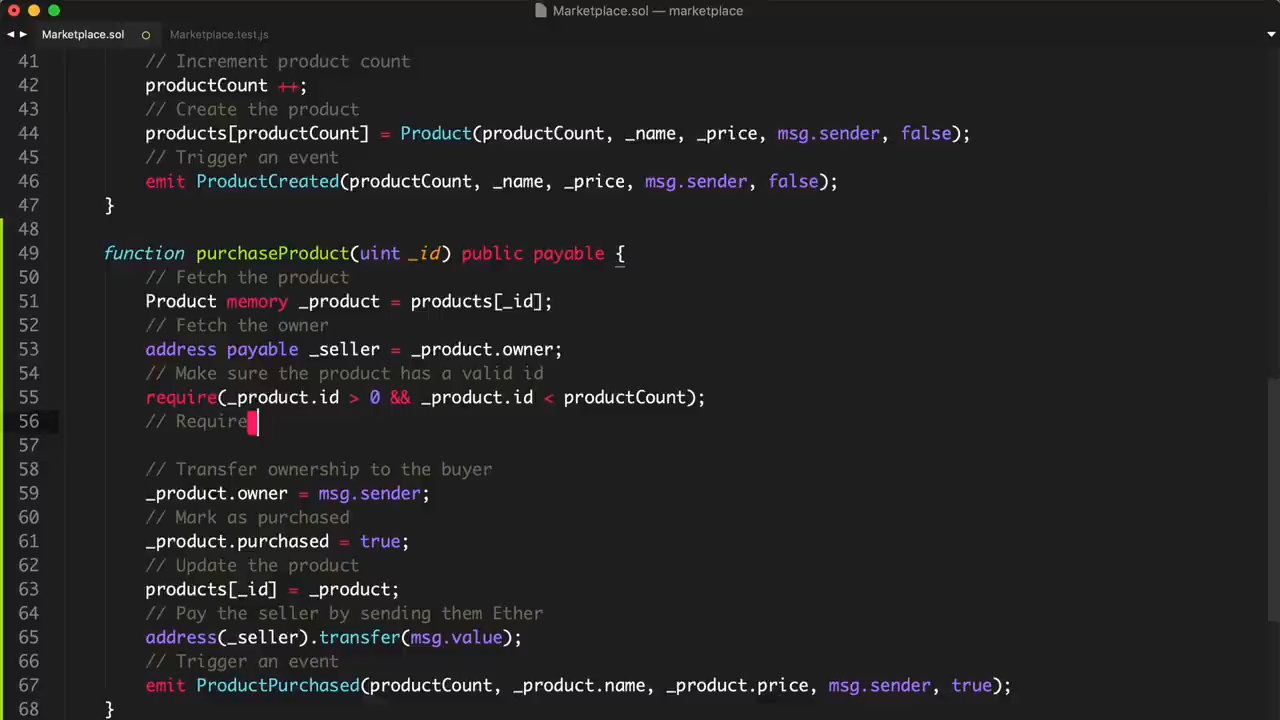 Marketplace.sol — marketplace
Marketplace.sol
Marketplace.test.js
41 // Increment product count
42 productCount ++;
43 // Create the product
44 products[productCount] = Product(productCount, _name, _price, msg.sender, false);
45 // Trigger an event
46 emit ProductCreated(productCount, _name, _price, msg.sender, false);
47 }
48
49 function purchaseProduct(uint _id) public payable {
50 // Fetch the product
51 Product memory _product = products[_id];
52 // Fetch the owner
53 address payable _seller = _product.owner;
54 // Make sure the product has a valid id
55 require(_product.id > 0 && _product.id < productCount);
56 // Require
57
58 // Transfer ownership to the buyer
59 _product.owner = msg.sender;
60 // Mark as purchased
61 _product.purchased = true;
62 // Update the product
63 products[_id] = _product;
64 // Pay the seller by sending them Ether
65 address(_seller).transfer(msg.value);
66 // Trigger an event
67 emit ProductPurchased(productCount, _product.name, _product.price, msg.sender, true);
68 }